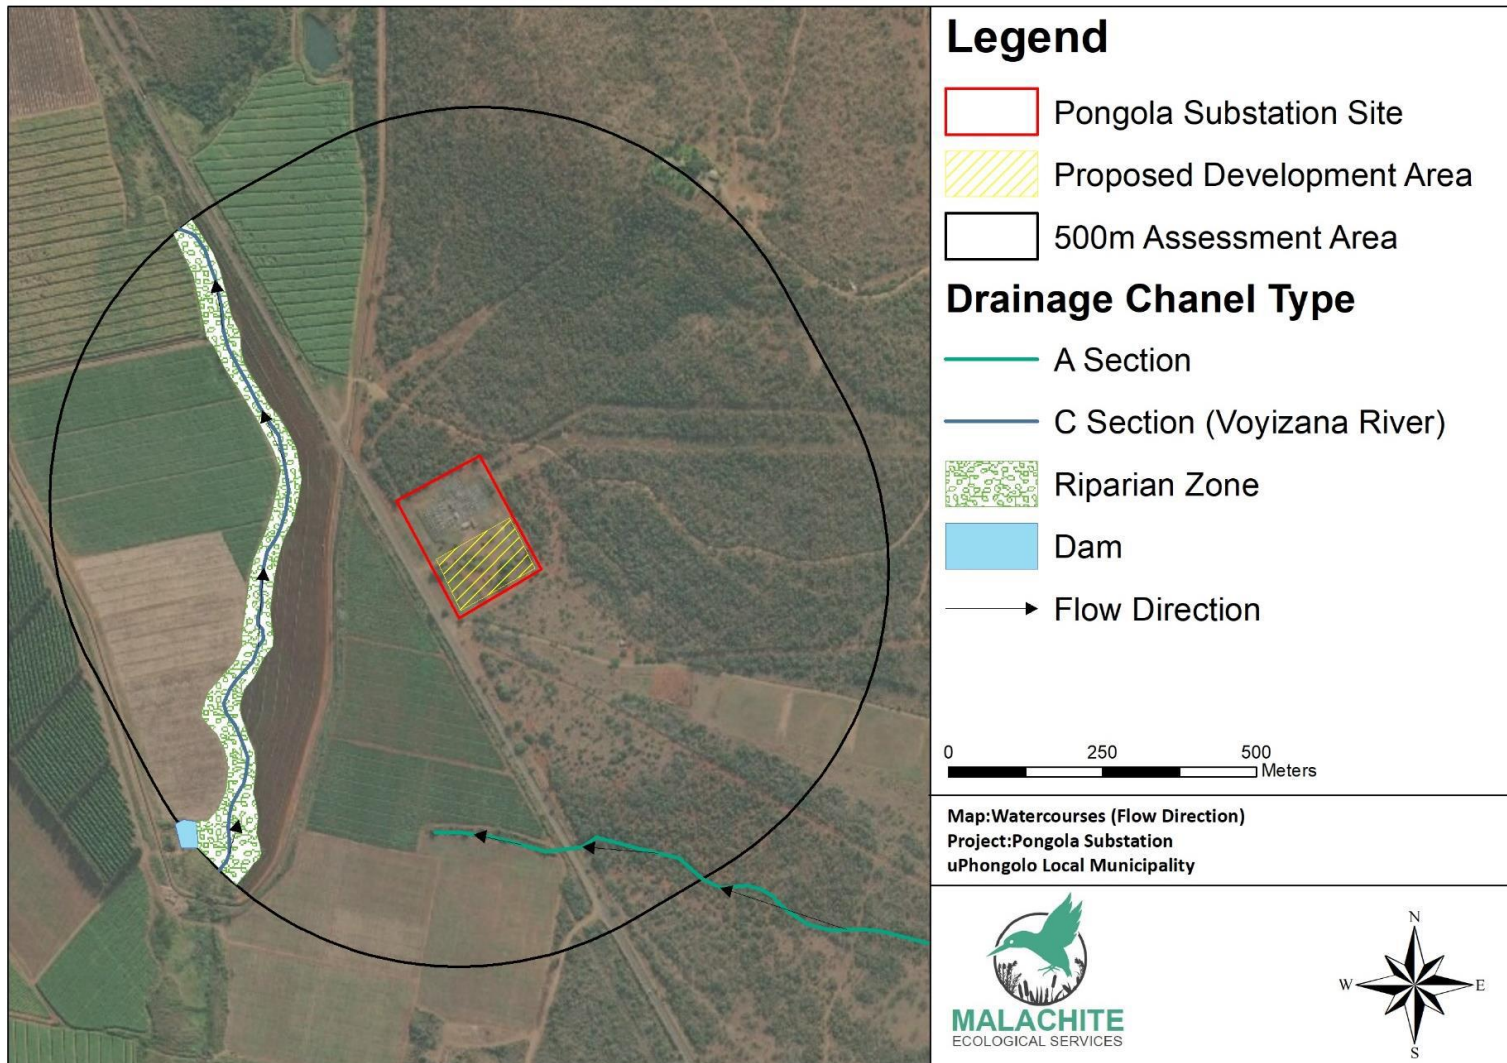 Legend
Pongola Substation Site
Proposed Development Area
500m Assessment Area
Drainage Chanel Type
A Section
C Section (Voyizana River)
Riparian Zone
Dam
Flow Direction
0 250 500
Meters
Map:Watercourses (Flow Direction)
Project:Pongola Substation
uPhongolo Local Municipality
MALACHITE
ECOLOGICAL SERVICES
N
W E
S